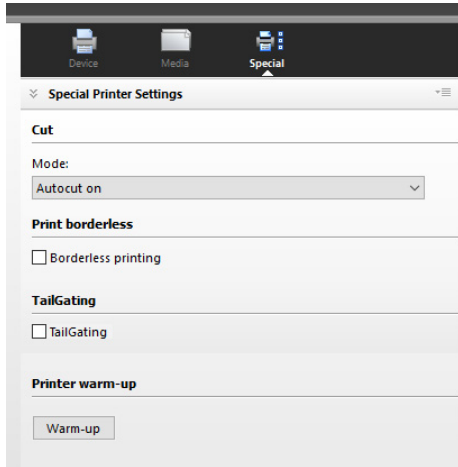 Device Media Special
Special Printer Settings
Cut
Mode:
Autocut on
Print borderless
Borderless printing
TailGating
TailGating
Printer warm-up
Warm-up